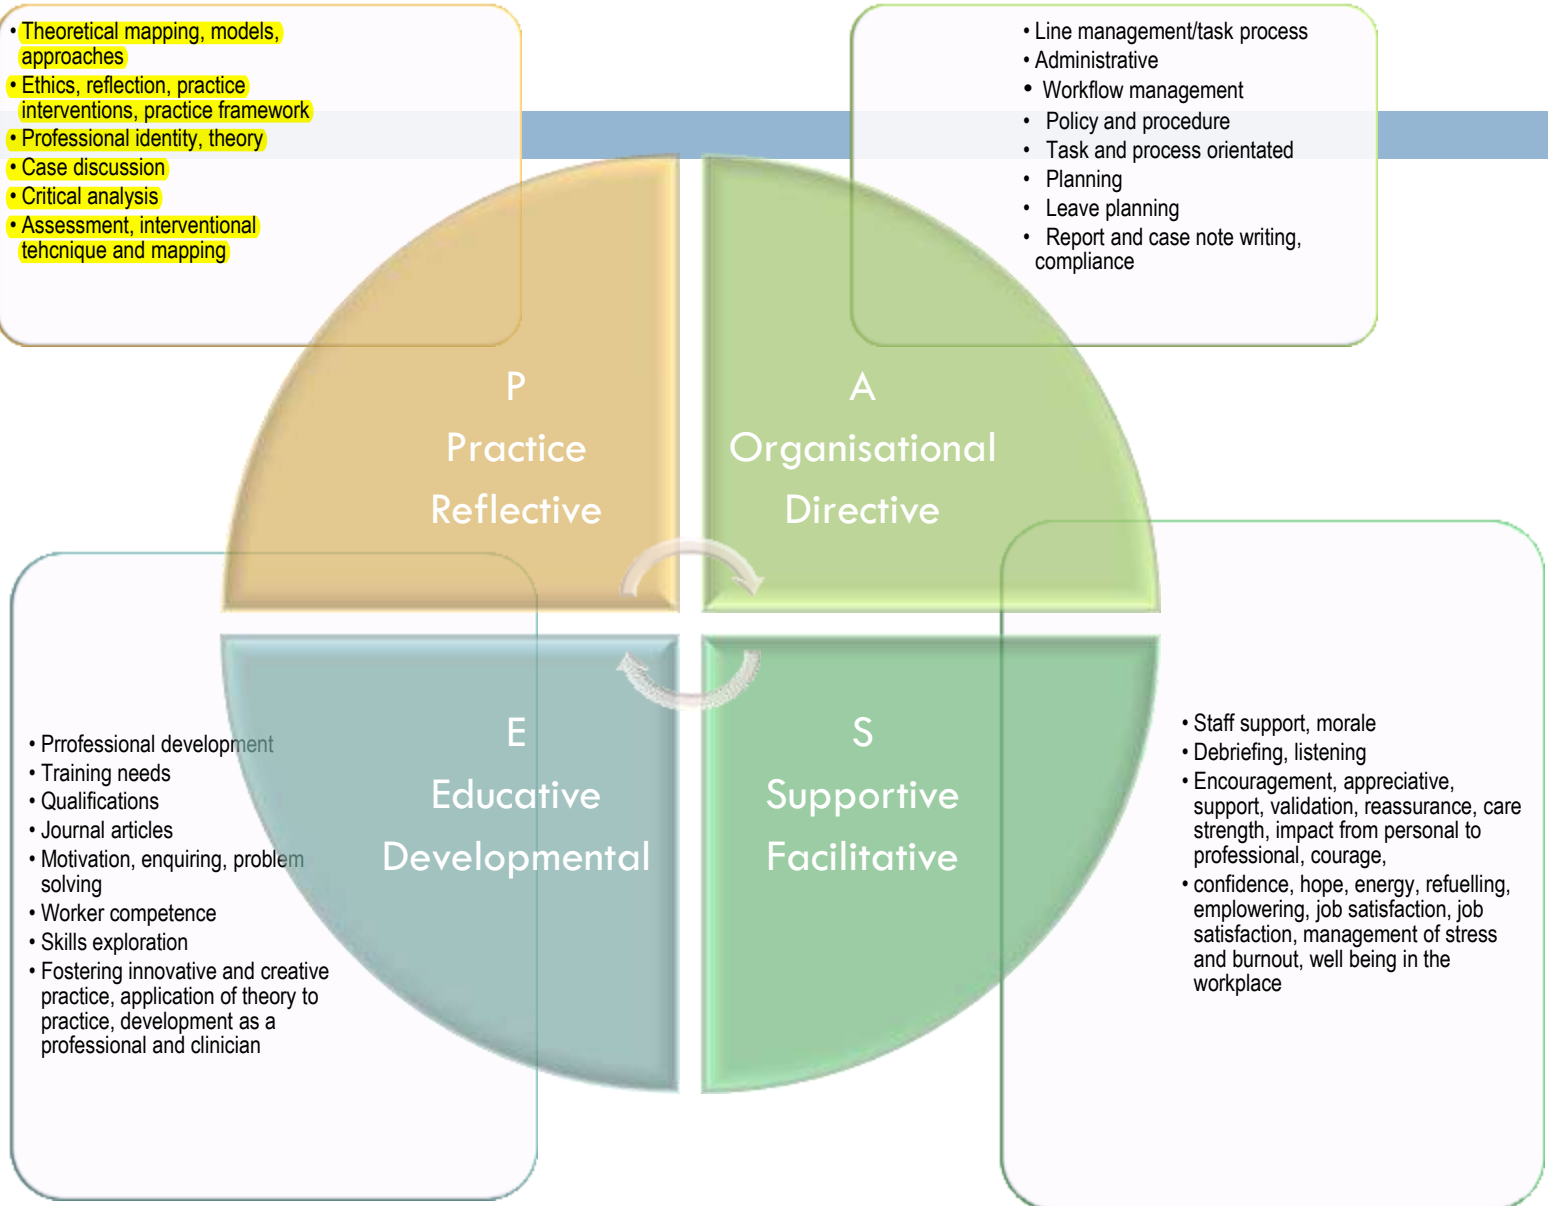 • Theoretical mapping, models,
approaches
• Ethics, reflection, practice
interventions, practice framework
• Professional identity, theory
• Case discussion
• Critical analysis
• Assessment, interventional
tehcnique and mapping
• Line management/task process
• Administrative
• Workflow management
• Policy and procedure
• Task and process orientated
• Planning
• Leave planning
• Report and case note writing,
compliance
P
Practice
Reflective
A
Organisational
Directive
E
Educative
Developmental
S
Supportive
Facilitative
• Prrofessional development
• Training needs
• Qualifications
• Journal articles
• Motivation, enquiring, problem
solving
• Worker competence
• Skills exploration
• Fostering innovative and creative
practice, application of theory to
practice, development as a
professional and clinician
• Staff support, morale
• Debriefing, listening
• Encouragement, appreciative,
support, validation, reassurance, care
strength, impact from personal to
professional, courage,
• confidence, hope, energy, refuelling,
emplowering, job satisfaction, job
satisfaction, management of stress
and burnout, well being in the
workplace